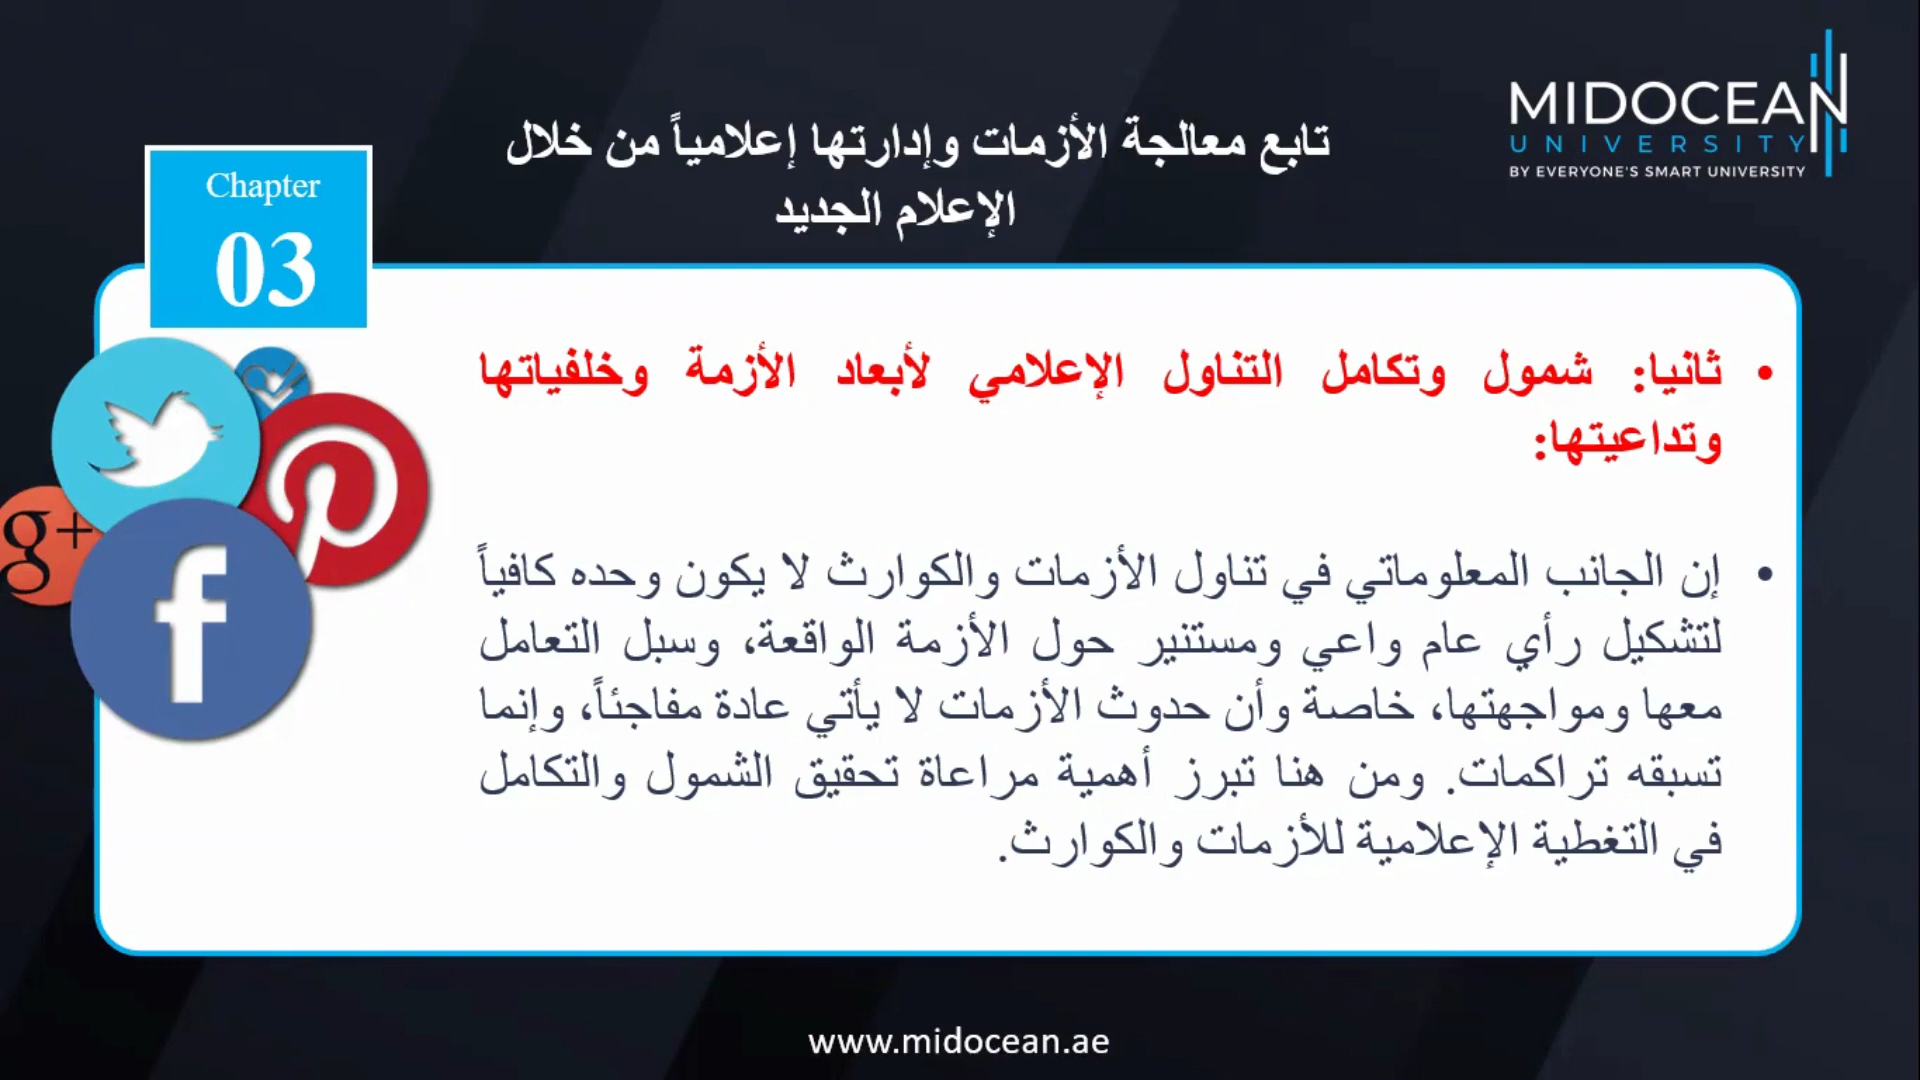 MIDOCEAN
UNIVERSITY
BY EVERYONE'S SMART UNIVERSITY
تابع معالجة الأزمات وإدارتها إعلامياً من خلال
الإعلام الجديد
Chapter
03
• ثانيا: شمول وتكامل التناول الإعلامي لأبعاد الأزمة وخلفياتها
وتداعيتها:
• إن الجانب المعلوماتي في تناول الأزمات والكوارث لا يكون وحده كافياً
لتشكيل رأي عام واعي ومستنير حول الأزمة الواقعة، وسبل التعامل
معها ومواجهتها، خاصة وأن حدوث الأزمات لا يأتي عادة مفاجئاً، وإنما
تسبقه تراكمات. ومن هنا تبرز أهمية مراعاة تحقيق الشمول والتكامل
في التغطية الإعلامية للأزمات والكوارث.
g+
f
www.midocean.ae